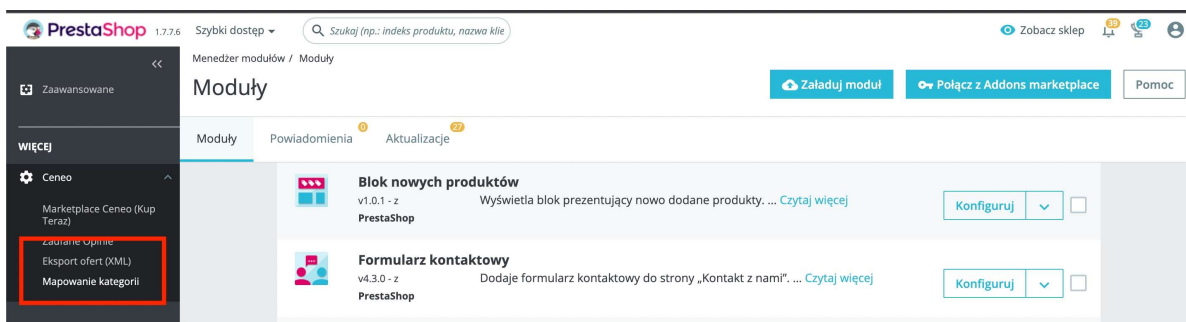 PrestaShop 1.7.7.6 Szybki dostęp Szukaj (np.: indeks produktu, nazwa klie Zobacz sklep 39 23
<<
Menedżer modułów / Moduły
Zaawansowane
Moduły
Załaduj moduł Połącz z Addons marketplace Pomoc
WIĘCEJ
Moduły Powiadomienia 0 Aktualizacje 27
Ceneo
Marketplace Ceneo (Kup
Teraz)
Zaufane Opinie
Eksport ofert (XML)
Mapowanie kategorii
Blok nowych produktów
v1.0.1 - z Wyświetla blok prezentujący nowo dodane produkty. ... Czytaj więcej
PrestaShop
Konfiguruj
Formularz kontaktowy
v4.3.0 - z Dodaje formularz kontaktowy do strony „Kontakt z nami”. ... Czytaj więcej
PrestaShop
Konfiguruj